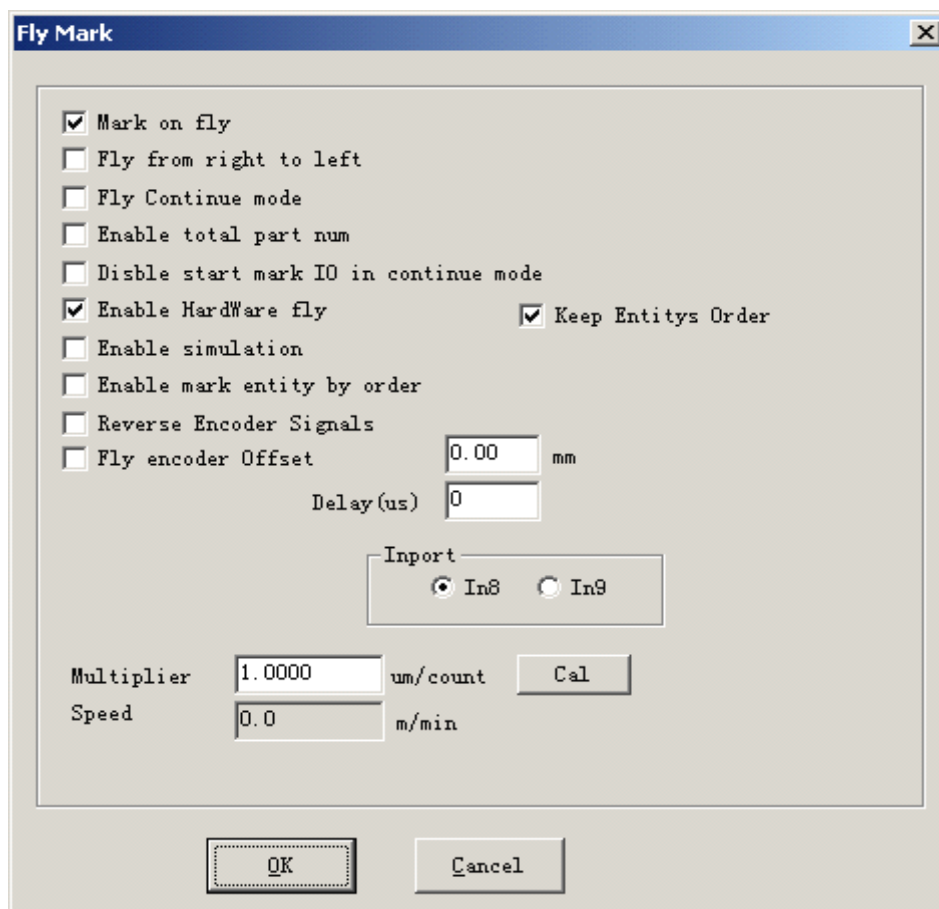 Fly Mark
Mark on fly
Fly from right to left
Fly Continue mode
Enable total part num
Disble start mark IO in continue mode
Enable HardWare fly Keep Entitys Order
Enable simulation
Enable mark entity by order
Reverse Encoder Signals
Fly encoder Offset 0.00 mm
Delay(us) 0
Inport
In8 In9
Multiplier 1.0000 um/count Cal
Speed 0.0 m/min
OK Cancel